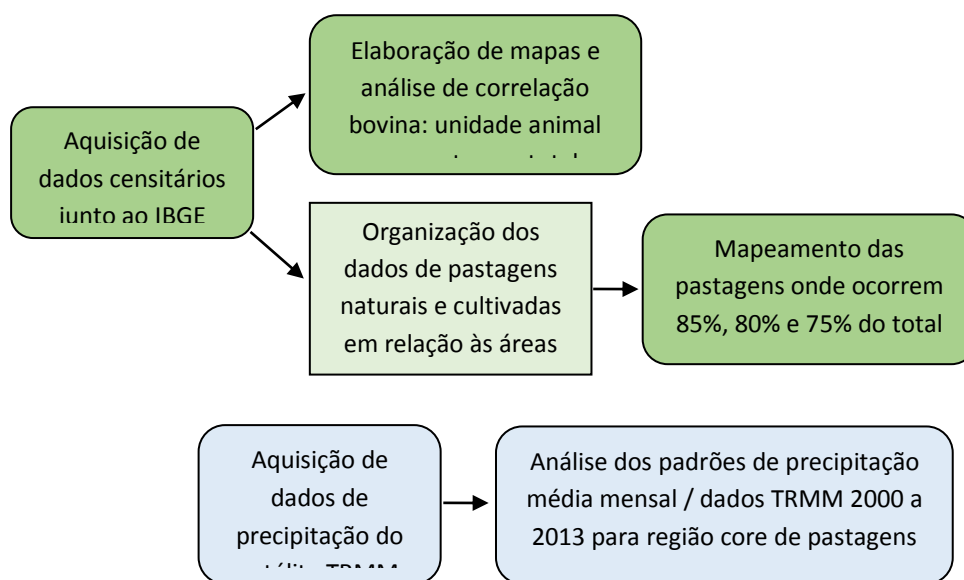 Elaboração de mapas e
análise de correlação
bovina: unidade animal
Aquisição de
dados censitários
junto ao IBGE
Organização dos
dados de pastagens
naturais e cultivadas
em relação às áreas
Mapeamento das
pastagens onde ocorrem
85%, 80% e 75% do total
Aquisição de
dados de
precipitação do
TRMM
Análise dos padrões de precipitação
média mensal / dados TRMM 2000 a
2013 para região core de pastagens